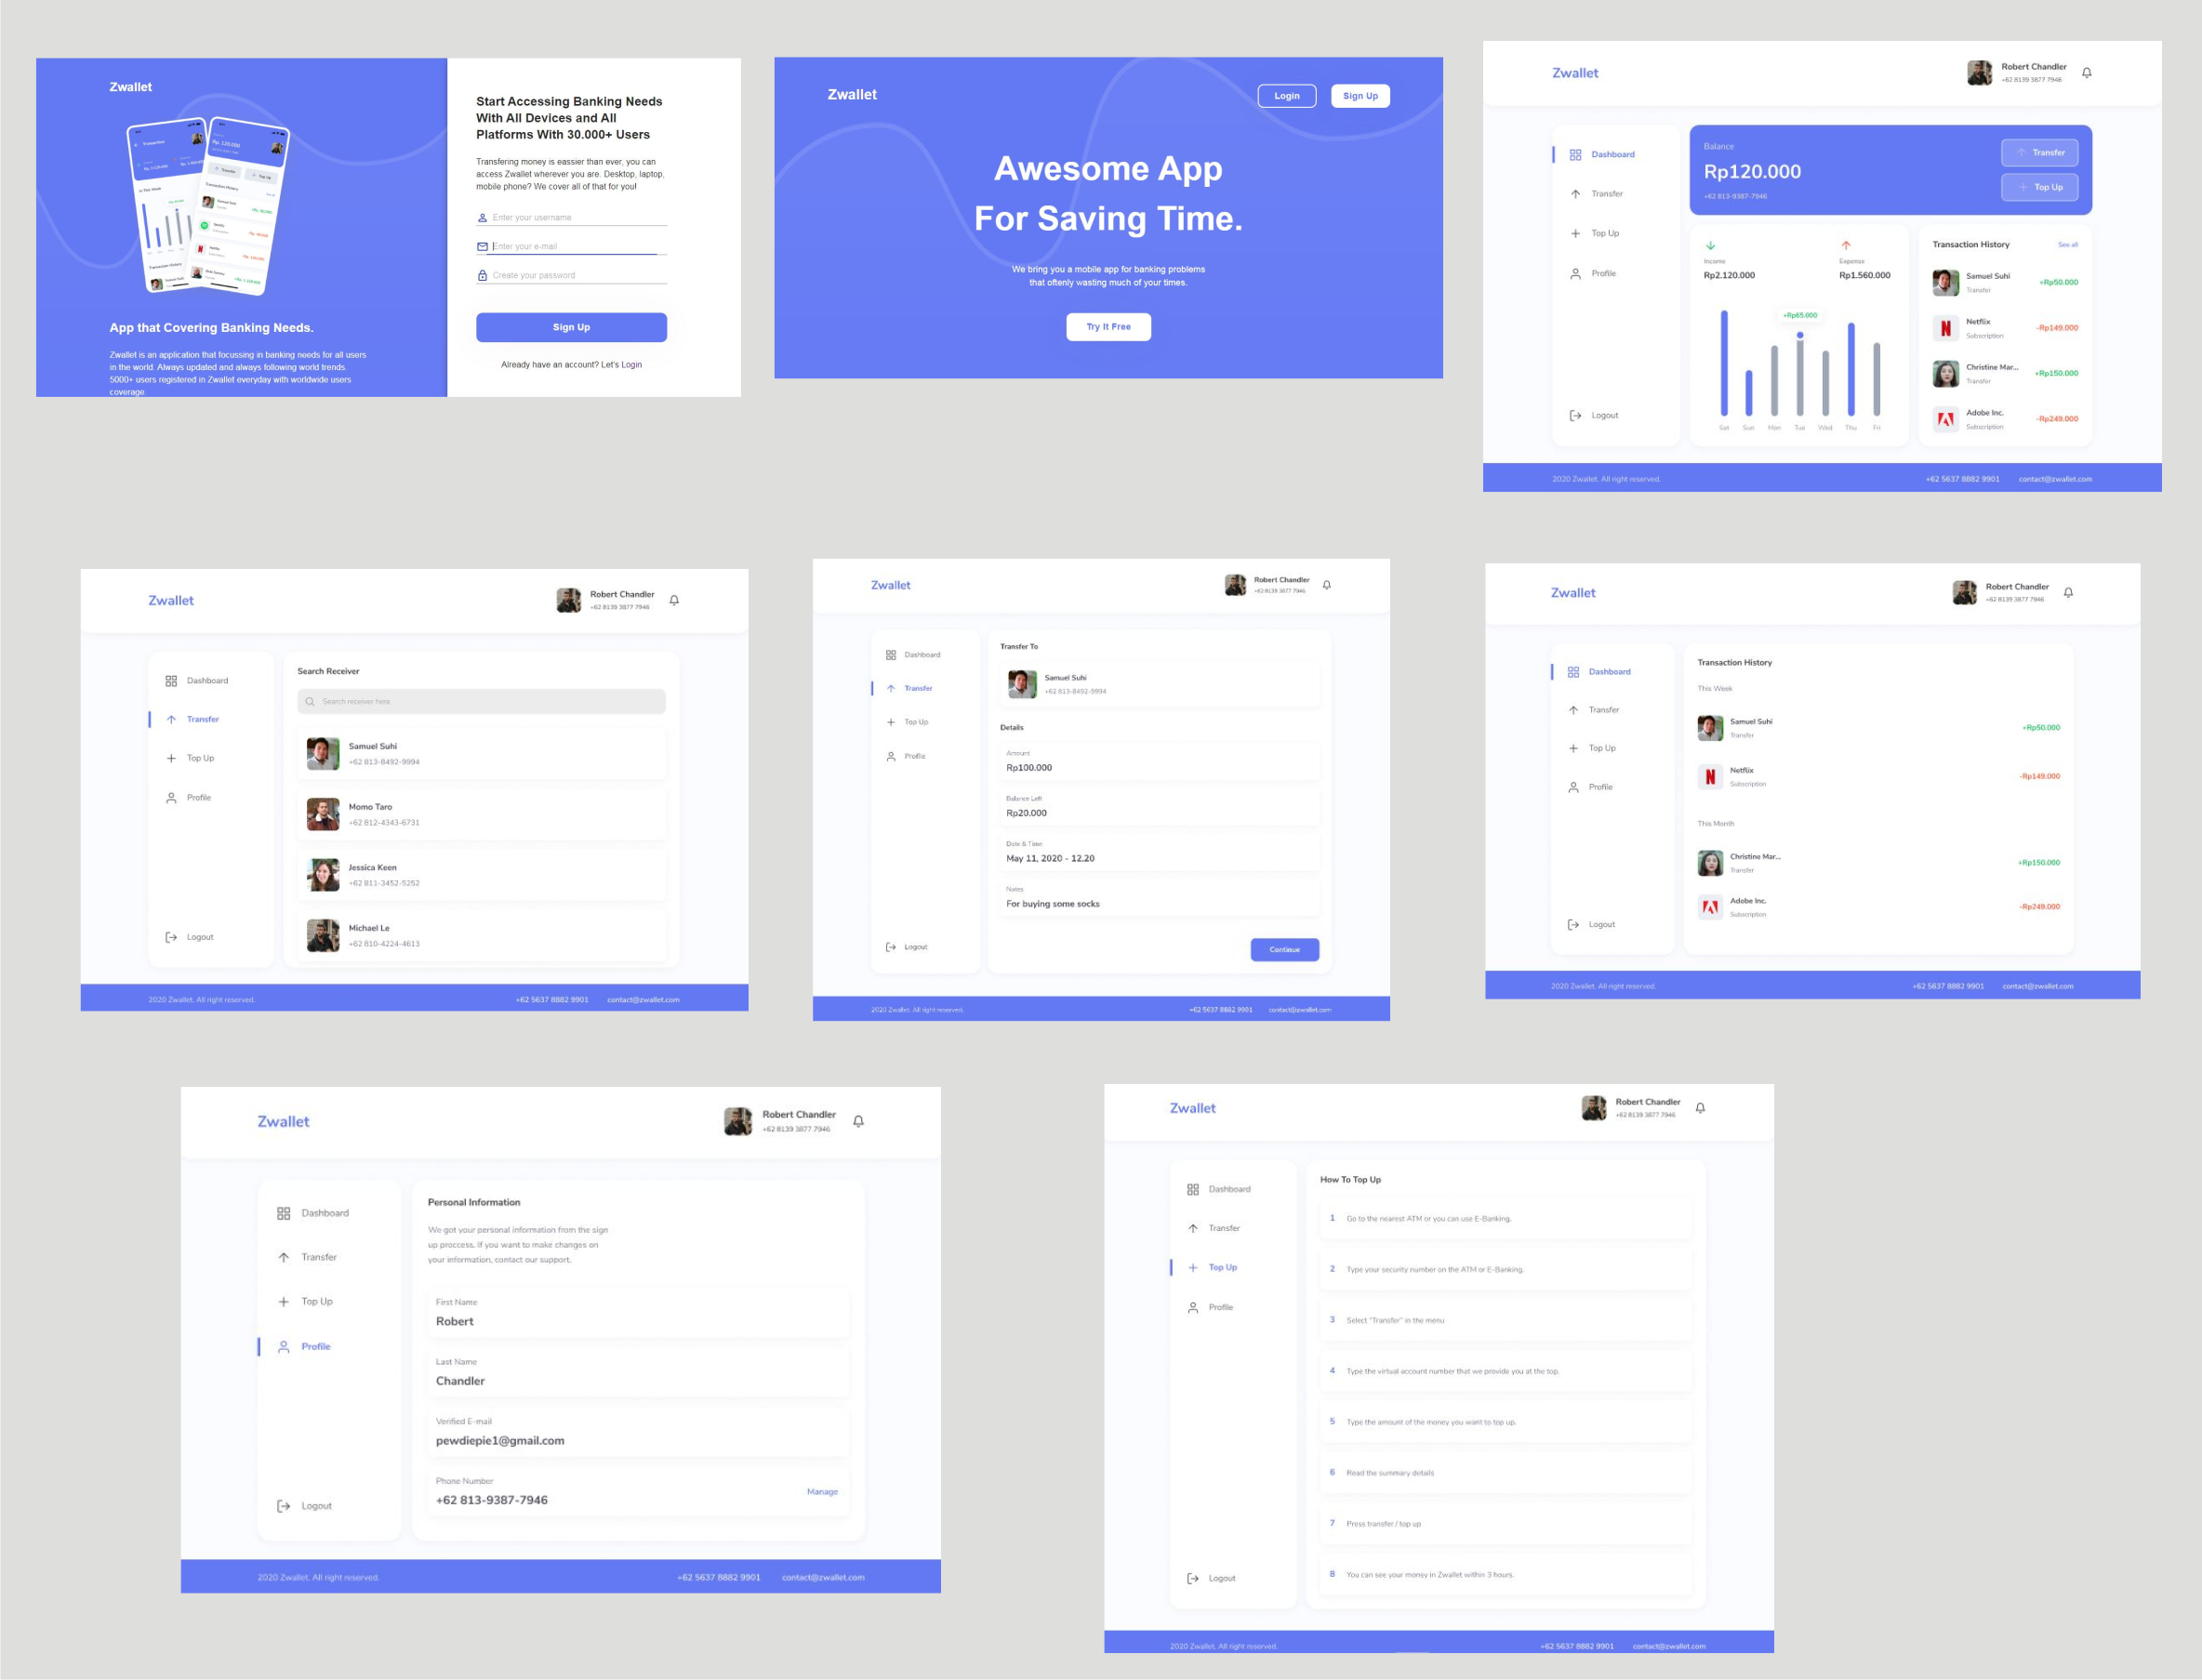 Zwallet
App that Covering Banking Needs.
Zwallet is an application that focussing in banking needs for all users
in the world. Always updated and always following world trends.
5000+ users registered in Zwallet everyday with worldwide users
coverage.
Start Accessing Banking Needs
With All Devices and All
Platforms With 30.000+ Users
Transfering money is eassier than ever, you can
access Zwallet wherever you are. Desktop, laptop,
mobile phone? We cover all of that for you!
Enter your username
Enter your e-mail
Create your password
Sign Up
Already have an account? Let's Login
Zwallet
Login
Sign Up
Awesome App
For Saving Time.
We bring you a mobile app for banking problems
that oftenly wasting much of your times.
Try It Free
Zwallet
Robert Chandler
+62 8139 3877 7946
Dashboard
Transfer
Top Up
Profile
Logout
Balance
Rp120.000
+62 813-9387-7946
Transfer
Top Up
Income
Rp2.120.000
Expense
Rp1.560.000
+Rp65.000
Sat Sun Mon Tue Wed Thu Fri
Transaction History
See all
Samuel Suhi
Transfer
+Rp50.000
Netflix
Subscription
-Rp149.000
Christine Mar...
Transfer
+Rp150.000
Adobe Inc.
Subscription
-Rp249.000
2020 Zwallet. All right reserved.
+62 5637 8882 9901
contact@zwallet.com
Zwallet
Robert Chandler
+62 8139 3877 7946
Dashboard
Transfer
Top Up
Profile
Logout
Search Receiver
Search receiver here
Samuel Suhi
+62 813-8492-9994
Momo Taro
+62 812-4343-6731
Jessica Keen
+62 811-3452-5252
Michael Le
+62 810-4224-4613
2020 Zwallet. All right reserved.
+62 5637 8882 9901
contact@zwallet.com
Zwallet
Robert Chandler
+62 8139 3877 7946
Dashboard
Transfer
Top Up
Profile
Logout
Transfer To
Samuel Suhi
+62 813-8492-9994
Details
Amount
Rp100.000
Balance Left
Rp20.000
Date & Time
May 11, 2020 - 12.20
Notes
For buying some socks
Continue
2020 Zwallet. All right reserved.
+62 5637 8882 9901
contact@zwallet.com
Zwallet
Robert Chandler
+62 8139 3877 7946
Dashboard
Transfer
Top Up
Profile
Logout
Transaction History
This Week
Samuel Suhi
Transfer
+Rp50.000
Netflix
Subscription
-Rp149.000
This Month
Christine Mar...
Transfer
+Rp150.000
Adobe Inc.
Subscription
-Rp249.000
2020 Zwallet. All right reserved.
+62 5637 8882 9901
contact@zwallet.com
Zwallet
Robert Chandler
+62 8139 3877 7946
Dashboard
Transfer
Top Up
Profile
Logout
Personal Information
We got your personal information from the sign
up proccess. If you want to make changes on
your information, contact our support.
First Name
Robert
Last Name
Chandler
Verified E-mail
pewdiepie1@gmail.com
Phone Number
+62 813-9387-7946
Manage
2020 Zwallet. All right reserved.
+62 5637 8882 9901
contact@zwallet.com
Zwallet
Robert Chandler
+62 8139 3877 7946
Dashboard
Transfer
Top Up
Profile
Logout
How To Top Up
1 Go to the nearest ATM or you can use E-Banking.
2 Type your security number on the ATM or E-Banking.
3 Select "Transfer" in the menu
4 Type the virtual account number that we provide you at the top.
5 Type the amount of the money you want to top up.
6 Read the summary details
7 Press transfer / top up
8 You can see your money in Zwallet within 3 hours.
2020 Zwallet. All right reserved.
+62 5637 8882 9901
contact@zwallet.com